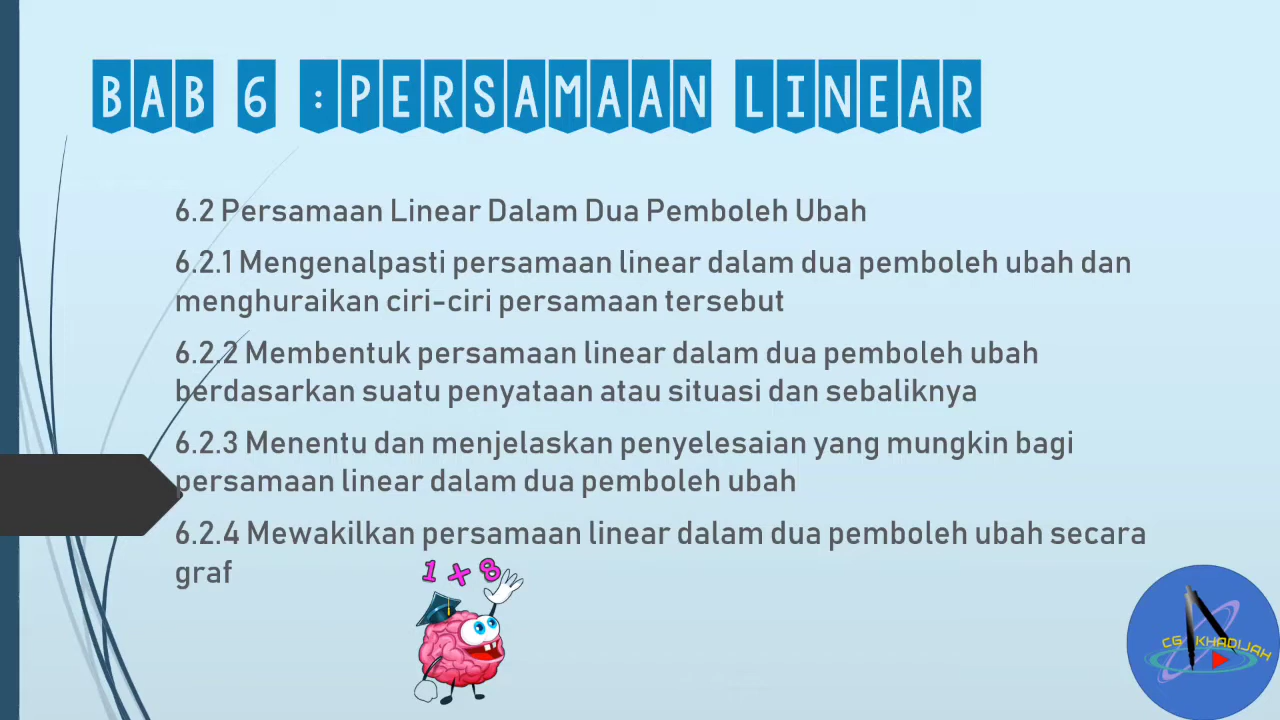 BAB 6 :PERSAMAAN LINEAR
6.2 Persamaan Linear Dalam Dua Pemboleh Ubah
6.2.1 Mengenalpasti persamaan linear dalam dua pemboleh ubah dan
menghuraikan ciri-ciri persamaan tersebut
6.2.2 Membentuk persamaan linear dalam dua pemboleh ubah
berdasarkan suatu penyataan atau situasi dan sebaliknya
6.2.3 Menentu dan menjelaskan penyelesaian yang mungkin bagi
persamaan linear dalam dua pemboleh ubah
6.2.4 Mewakilkan persamaan linear dalam dua pemboleh ubah secara
graf
1 + 8
CG KHADIJAH